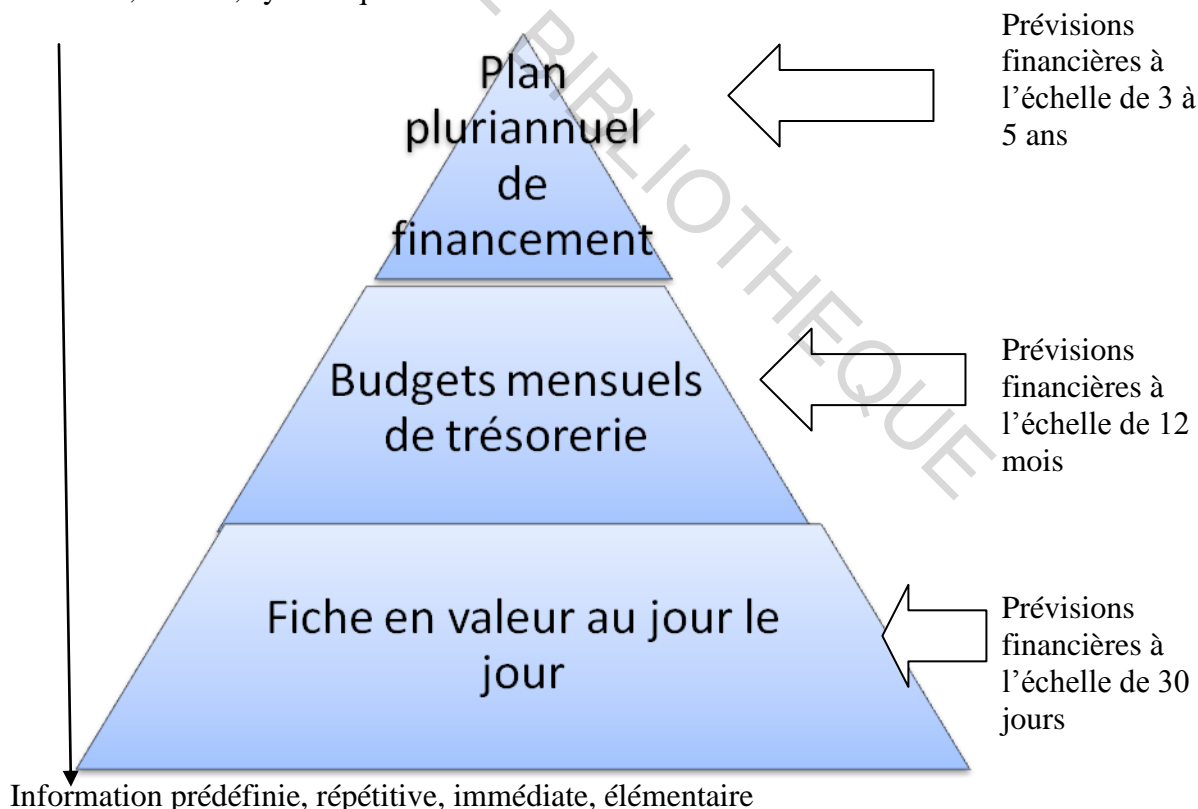 Prévisions
financières à
l’échelle de 3 à
5 ans
Plan
pluriannuel
de
financement
BIBLIOTHEQUE
Prévisions
financières à
l’échelle de 12
mois
Budgets mensuels
de trésorerie
Prévisions
financières à
l’échelle de 30
jours
Fiche en valeur au jour le
jour
Information prédéfinie, répétitive, immédiate, élémentaire